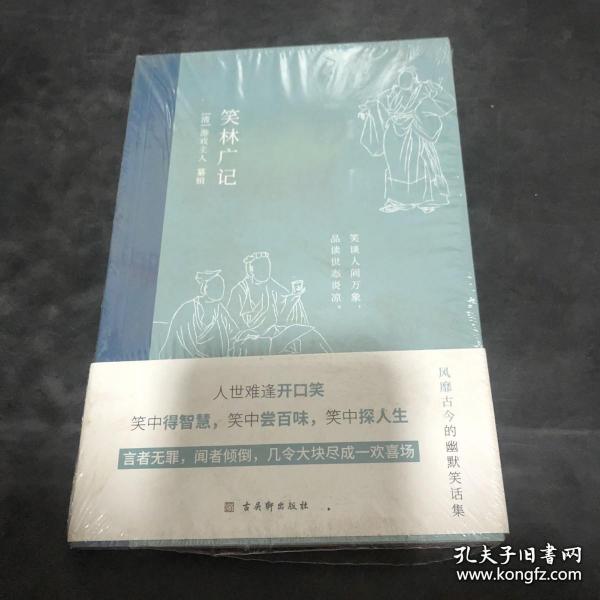 笑林广记
[清]游戏主人 纂辑
笑谈人间万象，
品读世态炎凉。
人世难逢开口笑
笑中得智慧，笑中尝百味，笑中探人生
言者无罪，闻者倾倒，几令大块尽成一欢喜场
风靡古今的幽默笑话集
古吴轩出版社
孔夫子旧书网
www.kongfz.com